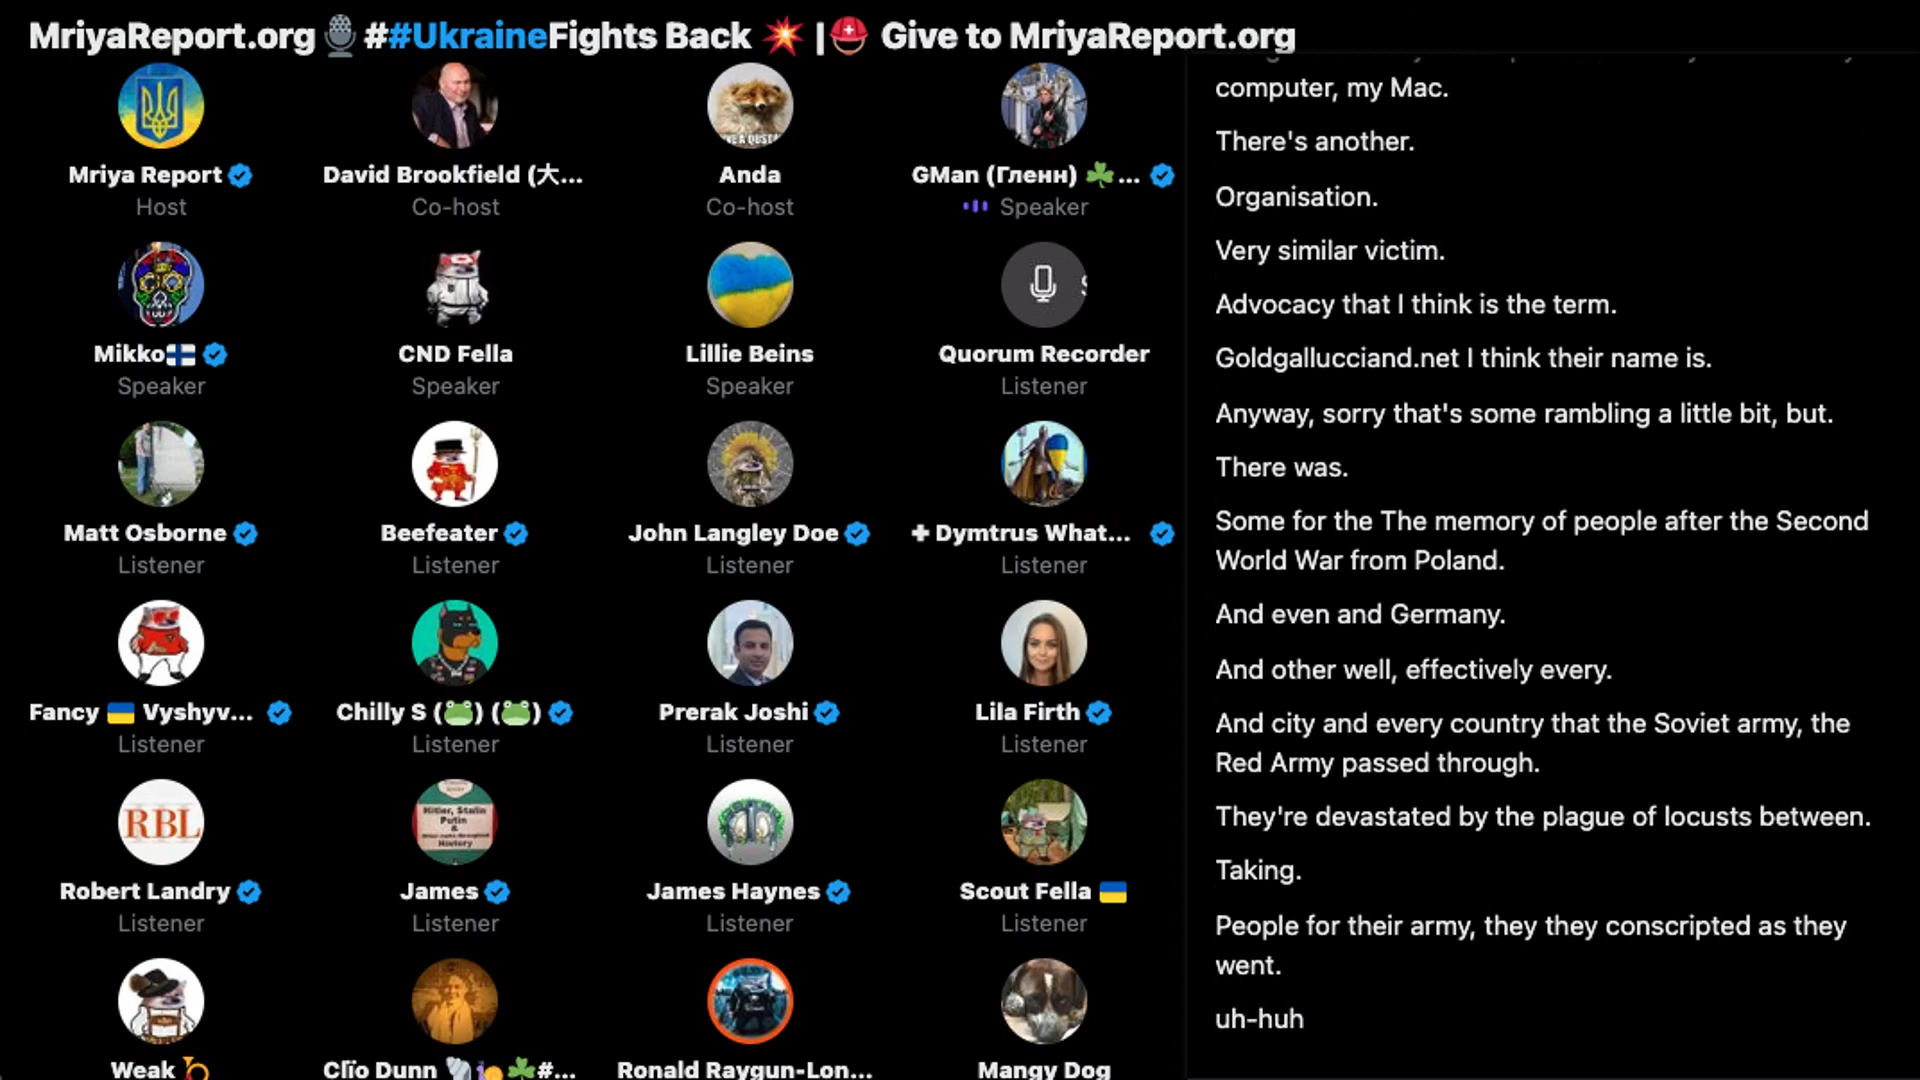 MriyaReport.org🎙️##UkraineFights Back 💥 |⛑️ Give to MriyaReport.org
Mriya Report
Host
David Brookfield (大...
Co-host
Anda
Co-host
GMan (Гленн) ☘️...
Speaker
Mikko🇫🇮
Speaker
CND Fella
Speaker
Lillie Beins
Speaker
Quorum Recorder
Listener
Matt Osborne
Listener
Beefeater
Listener
John Langley Doe
Listener
✚ Dymtrus What...
Listener
Fancy 🇺🇦 Vyshyv...
Listener
Chilly S (🐸) (🐸)
Listener
Prerak Joshi
Listener
Lila Firth
Listener
RBL
Robert Landry
Listener
Hitler, Stalin
Putin
&
History
James
Listener
James Haynes
Listener
Scout Fella 🇺🇦
Listener
Weak 📯
Clïo Dunn 🐚🐌☘️#...
Ronald Raygun-Lon...
Mangy Dog
computer, my Mac.
There's another.
Organisation.
Very similar victim.
Advocacy that I think is the term.
Goldgallucciand.net I think their name is.
Anyway, sorry that's some rambling a little bit, but.
There was.
Some for the The memory of people after the Second
World War from Poland.
And even and Germany.
And other well, effectively every.
And city and every country that the Soviet army, the
Red Army passed through.
They're devastated by the plague of locusts between.
Taking.
People for their army, they they conscripted as they
went.
uh-huh